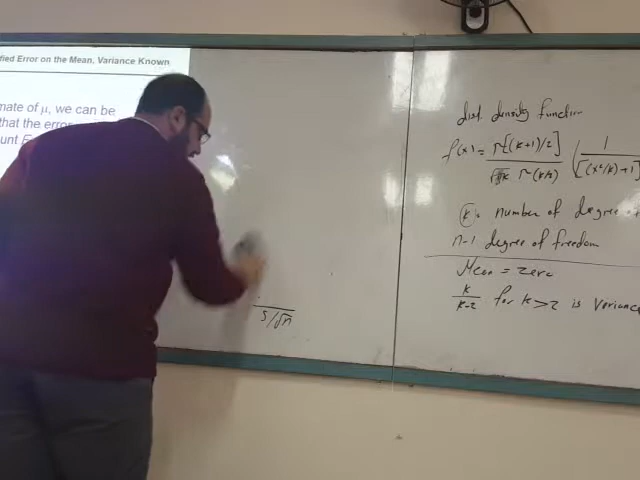 fied Error on the Mean, Variance Known
mate of μ, we can be
that the error
unt E
S/√n
dist density function
f(x) = Γ[(k+1)/2] / √πk Γ(k/2) · 1 / [(x²/k)+1]
k: number of degree
n-1 degree of freedom
Mean = zero
k/k-2 for k>2 is Variance